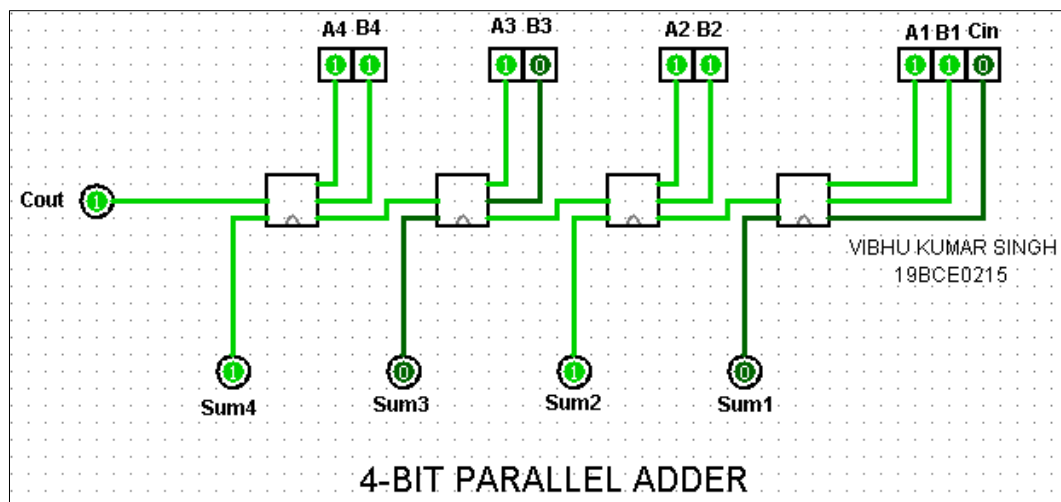 A4 B4 A3 B3 A2 B2 A1 B1 Cin
1 1 1 0 1 1 1 1 0
Cout 1
VIBHU KUMAR SINGH
19BCE0215
1 0 1 0
Sum4 Sum3 Sum2 Sum1
4-BIT PARALLEL ADDER